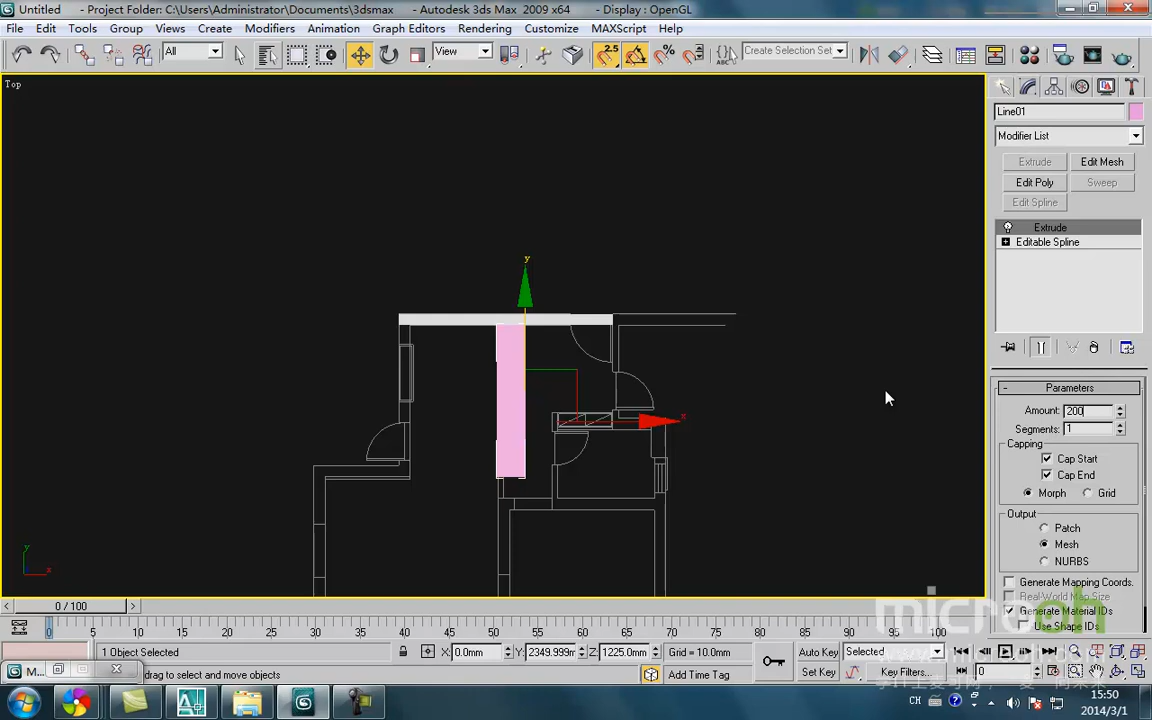 Untitled - Project Folder: C:\Users\Administrator\Documents\3dsmax - Autodesk 3ds Max 2009 x64 - Display : OpenGL
File Edit Tools Group Views Create Modifiers Animation Graph Editors Rendering Customize MAXScript Help
All View 2.5 ABC Create Selection Set
Top
Line01
Modifier List
Extrude Edit Mesh
Edit Poly Sweep
Edit Spline
Extrude
Editable Spline
y
x
- Parameters
Amount: 200
Segments: 1
Capping
Cap Start
Cap End
Morph Grid
Output
Patch
Mesh
NURBS
Generate Mapping Coords.
Real-World Map Size
Generate Material IDs
Use Shape IDs
y
x
0 / 100
0 5 10 15 20 25 30 35 40 45 50 55 60 65 70 75 80 85 90 95 100
1 Object Selected X: 0.0mm Y: 2349.999m Z: 1225.0mm Grid = 10.0mm Auto Key Selected
M... drag to select and move objects Add Time Tag Set Key Key Filters... 0
CH 15:50
2014/3/1